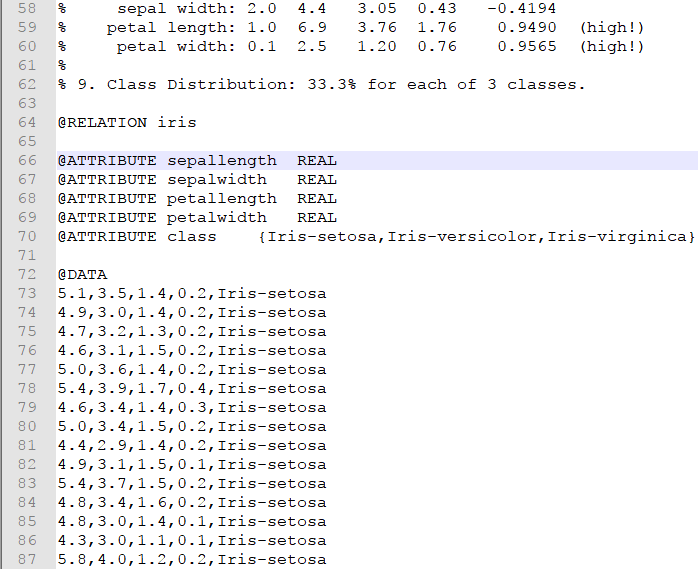 58 %     sepal width: 2.0  4.4   3.05  0.43   -0.4194
59 %    petal length: 1.0  6.9   3.76  1.76    0.9490  (high!)
60 %     petal width: 0.1  2.5   1.20  0.76    0.9565  (high!)
61 %
62 % 9. Class Distribution: 33.3% for each of 3 classes.
63
64 @RELATION iris
65
66 @ATTRIBUTE sepallength  REAL
67 @ATTRIBUTE sepalwidth   REAL
68 @ATTRIBUTE petallength  REAL
69 @ATTRIBUTE petalwidth   REAL
70 @ATTRIBUTE class    {Iris-setosa,Iris-versicolor,Iris-virginica}
71
72 @DATA
73 5.1,3.5,1.4,0.2,Iris-setosa
74 4.9,3.0,1.4,0.2,Iris-setosa
75 4.7,3.2,1.3,0.2,Iris-setosa
76 4.6,3.1,1.5,0.2,Iris-setosa
77 5.0,3.6,1.4,0.2,Iris-setosa
78 5.4,3.9,1.7,0.4,Iris-setosa
79 4.6,3.4,1.4,0.3,Iris-setosa
80 5.0,3.4,1.5,0.2,Iris-setosa
81 4.4,2.9,1.4,0.2,Iris-setosa
82 4.9,3.1,1.5,0.1,Iris-setosa
83 5.4,3.7,1.5,0.2,Iris-setosa
84 4.8,3.4,1.6,0.2,Iris-setosa
85 4.8,3.0,1.4,0.1,Iris-setosa
86 4.3,3.0,1.1,0.1,Iris-setosa
87 5.8,4.0,1.2,0.2,Iris-setosa